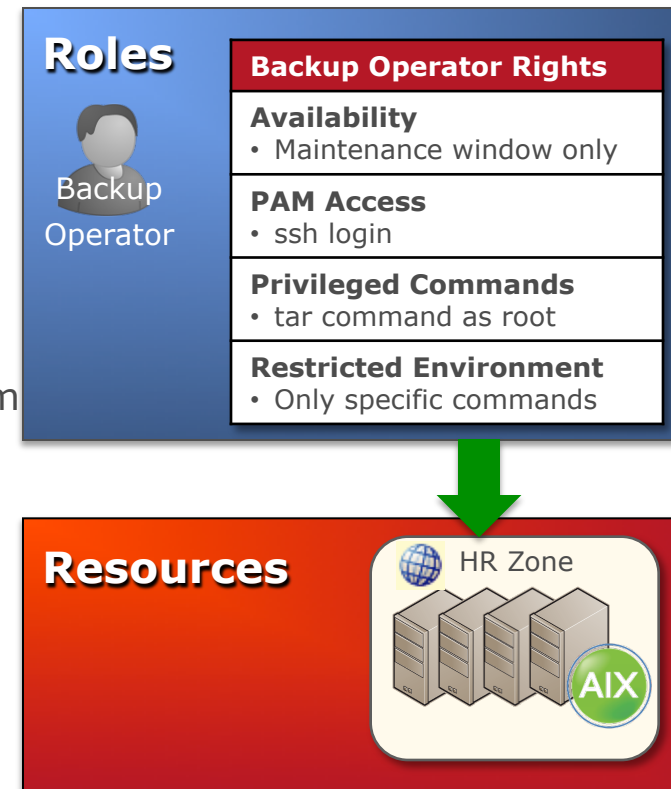 Roles
Backup
Operator
Backup Operator Rights
Availability
• Maintenance window only
PAM Access
• ssh login
Privileged Commands
• tar command as root
Restricted Environment
• Only specific commands
m
Resources
HR Zone
AIX